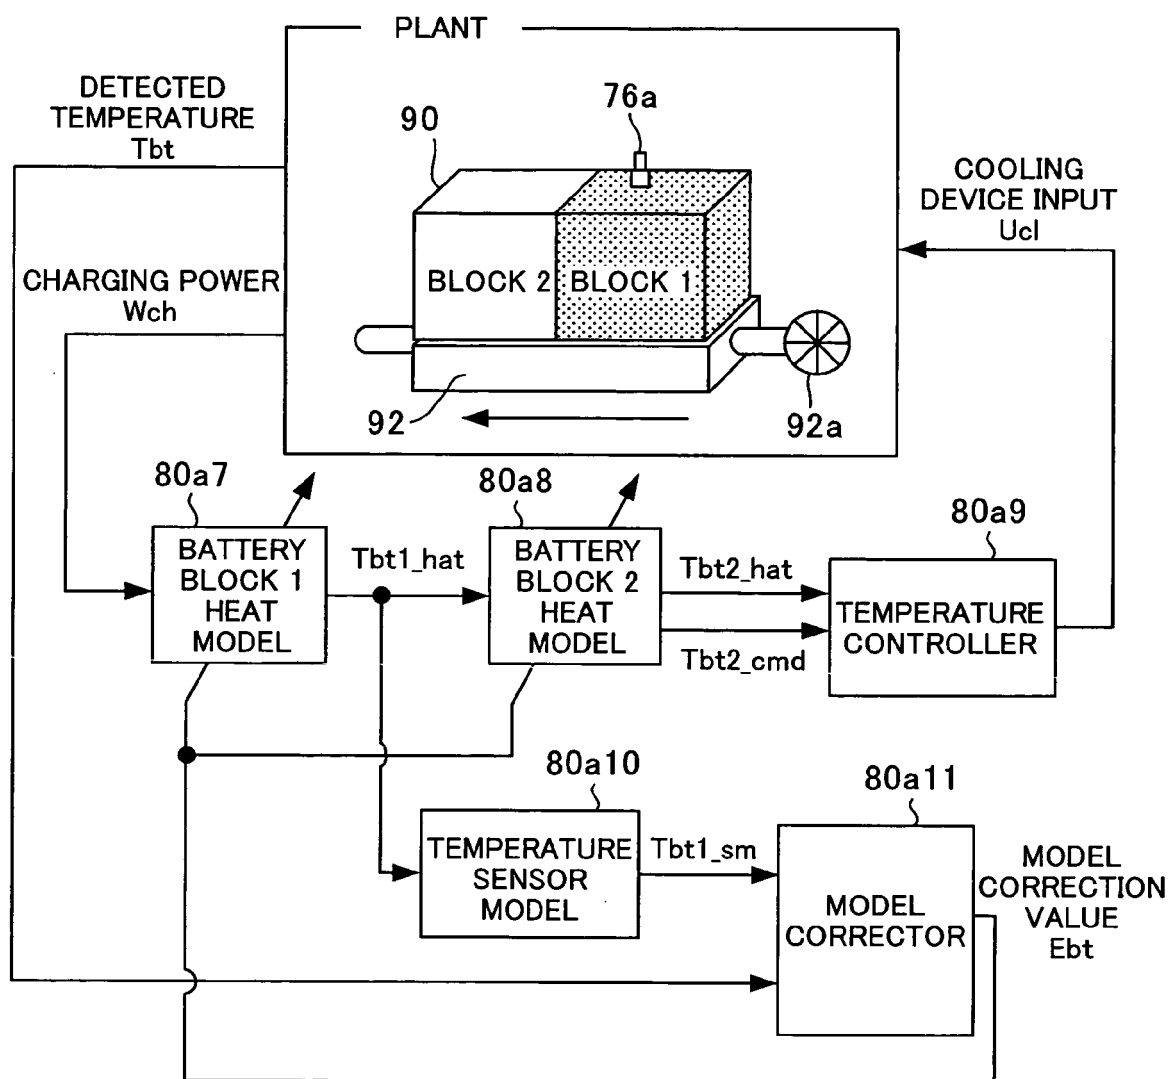 PLANT
DETECTED
TEMPERATURE
Tbt
76a
90
COOLING
DEVICE INPUT
Ucl
CHARGING POWER
Wch
BLOCK 2
BLOCK 1
92
92a
80a7
80a8
80a9
BATTERY
BLOCK 1
HEAT
MODEL
Tbt1_hat
BATTERY
BLOCK 2
HEAT
MODEL
Tbt2_hat
Tbt2_cmd
TEMPERATURE
CONTROLLER
80a10
80a11
TEMPERATURE
SENSOR
MODEL
Tbt1_sm
MODEL
CORRECTOR
MODEL
CORRECTION
VALUE
Ebt